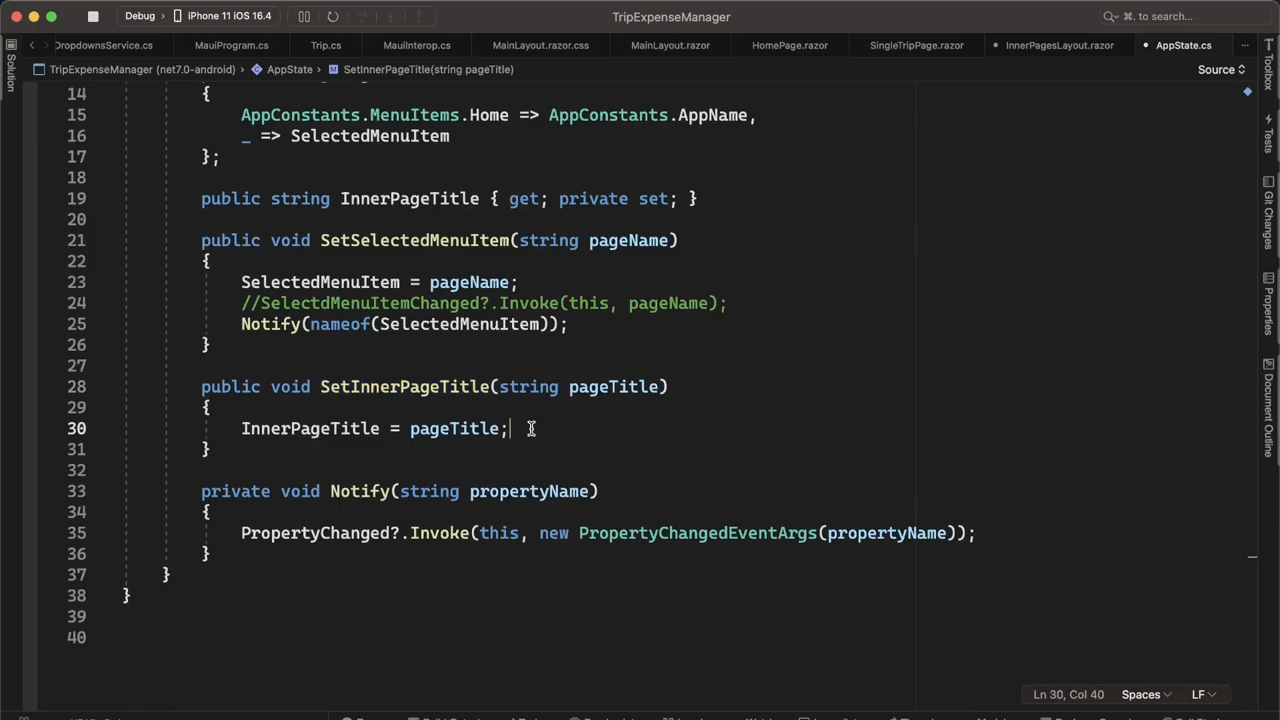 Debug > iPhone 11 iOS 16.4
TripExpenseManager
⌘. to search...
DropdownsService.cs MauiProgram.cs Trip.cs MauiInterop.cs MainLayout.razor.css MainLayout.razor HomePage.razor SingleTripPage.razor InnerPagesLayout.razor AppState.cs
TripExpenseManager (net7.0-android) AppState SetInnerPageTitle(string pageTitle) Source
14 {
15 AppConstants.MenuItems.Home => AppConstants.AppName,
16 _ => SelectedMenuItem
17 };
18
19 public string InnerPageTitle { get; private set; }
20
21 public void SetSelectedMenuItem(string pageName)
22 {
23 SelectedMenuItem = pageName;
24 //SelectdMenuItemChanged?.Invoke(this, pageName);
25 Notify(nameof(SelectedMenuItem));
26 }
27
28 public void SetInnerPageTitle(string pageTitle)
29 {
30 InnerPageTitle = pageTitle;
31 }
32
33 private void Notify(string propertyName)
34 {
35 PropertyChanged?.Invoke(this, new PropertyChangedEventArgs(propertyName));
36 }
37 }
38 }
39
40
Ln 30, Col 40 Spaces LF
Solution
Toolbox
Tests
Git Changes
Properties
Document Outline